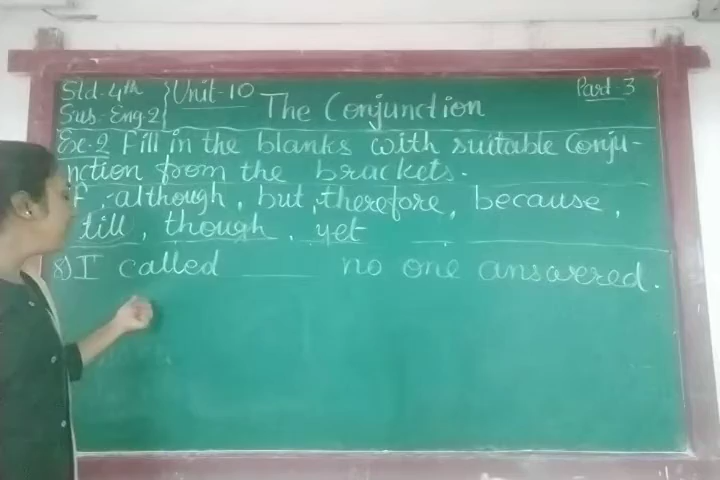 Std-4th Unit-10 Part-3
Sub-Eng-2 The Conjunction
Ex-2 Fill in the blanks with suitable Conju-
nction from the brackets.
although, but, therefore, because,
till, though, yet
8) I called ______ no one answered.